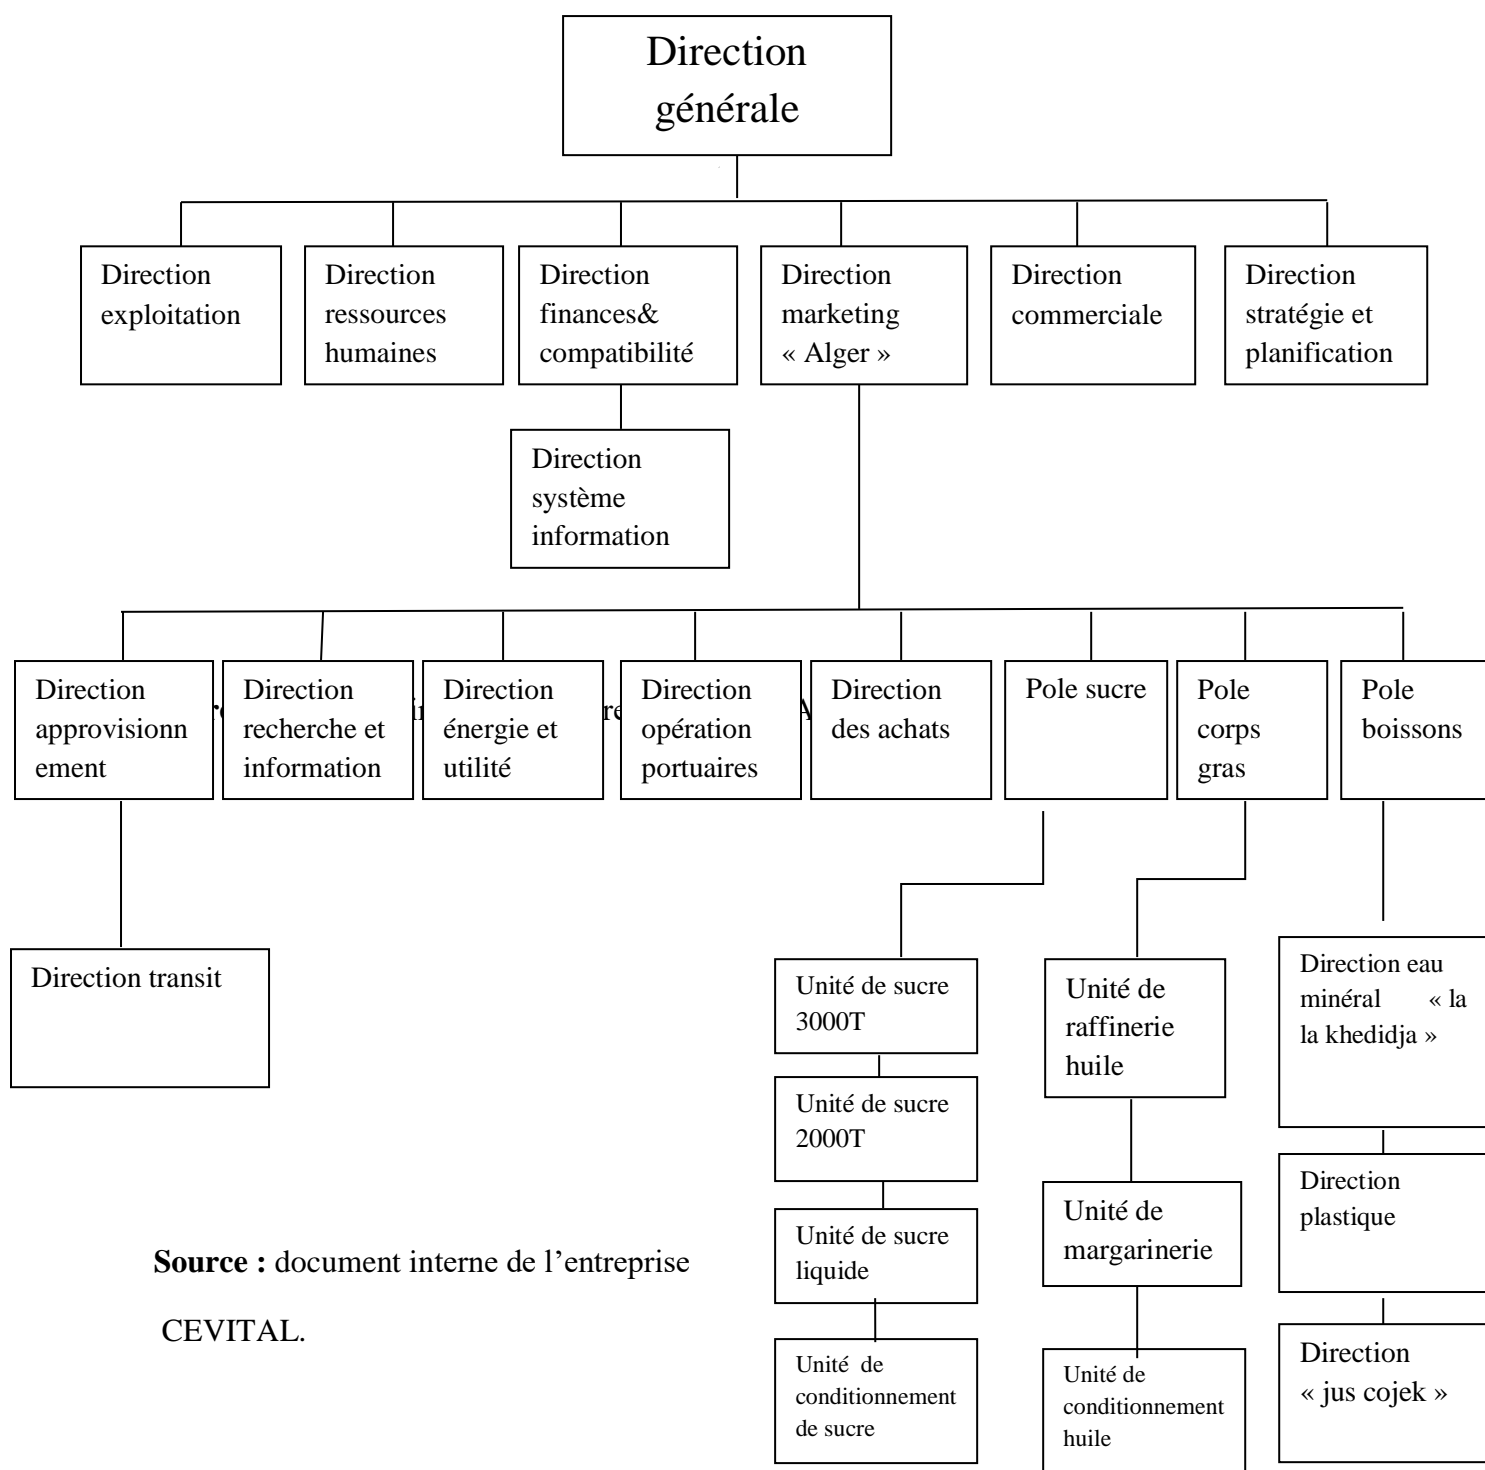 Direction
générale
Direction
exploitation
Direction
ressources
humaines
Direction
finances&
compatibilité
Direction
marketing
« Alger »
Direction
commerciale
Direction
stratégie et
planification
Direction
système
information
Direction
approvisionn
ement
Direction
recherche et
information
Direction
énergie et
utilité
Direction
opération
portuaires
Direction
des achats
Pole sucre
Pole
corps
gras
Pole
boissons
Direction transit
Unité de sucre
3000T
Unité de sucre
2000T
Unité de sucre
liquide
Unité de
conditionnement
de sucre
Unité de
raffinerie
huile
Unité de
margarinerie
Unité de
conditionnement
huile
Direction eau
minéral « la
la khedidja »
Direction
plastique
Direction
« jus cojek »
Source : document interne de l’entreprise
CEVITAL.